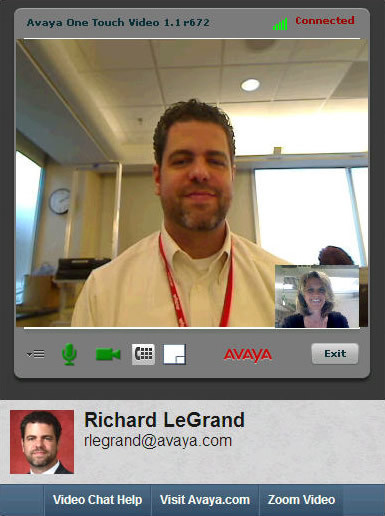 Avaya One Touch Video 1.1 r672
Connected
AVAYA
Exit
Richard LeGrand
rlegrand@avaya.com
Video Chat Help
Visit Avaya.com
Zoom Video